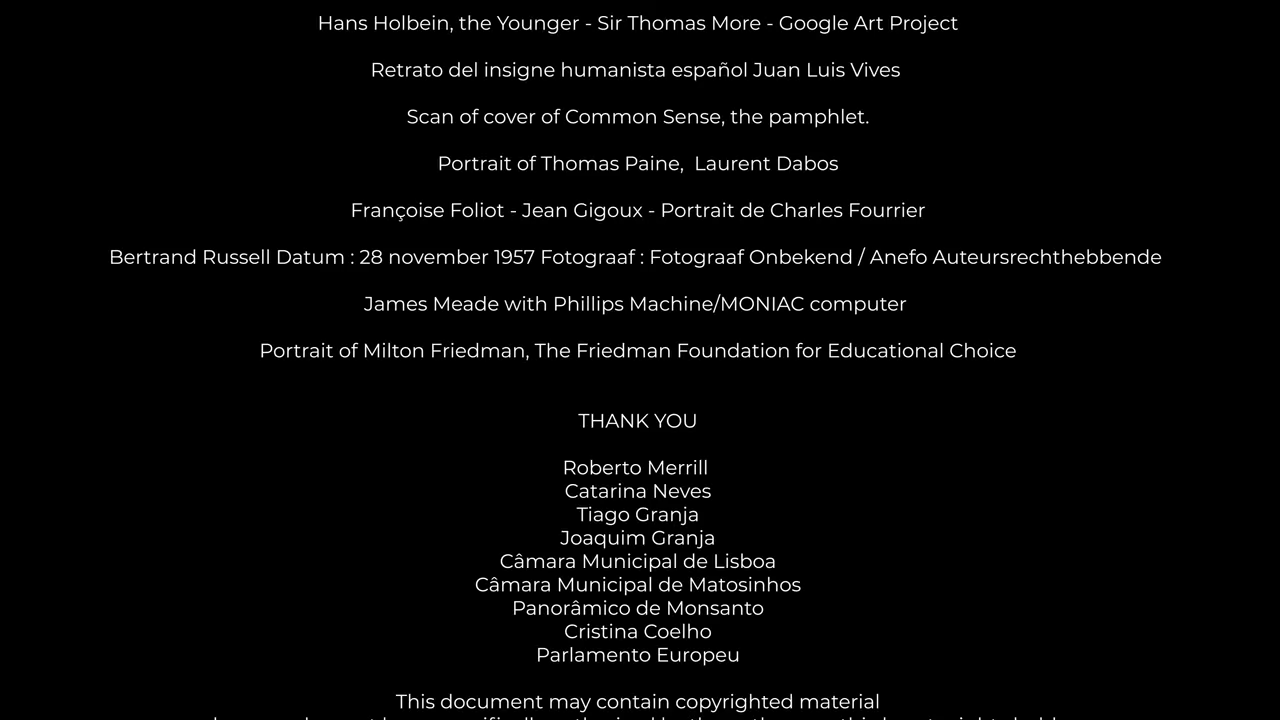 Hans Holbein, the Younger - Sir Thomas More - Google Art Project
Retrato del insigne humanista español Juan Luis Vives
Scan of cover of Common Sense, the pamphlet.
Portrait of Thomas Paine,  Laurent Dabos
Françoise Foliot - Jean Gigoux - Portrait de Charles Fourrier
Bertrand Russell Datum : 28 november 1957 Fotograaf : Fotograaf Onbekend / Anefo Auteursrechthebbende
James Meade with Phillips Machine/MONIAC computer
Portrait of Milton Friedman, The Friedman Foundation for Educational Choice
THANK YOU
Roberto Merrill
Catarina Neves
Tiago Granja
Joaquim Granja
Câmara Municipal de Lisboa
Câmara Municipal de Matosinhos
Panorâmico de Monsanto
Cristina Coelho
Parlamento Europeu
This document may contain copyrighted material